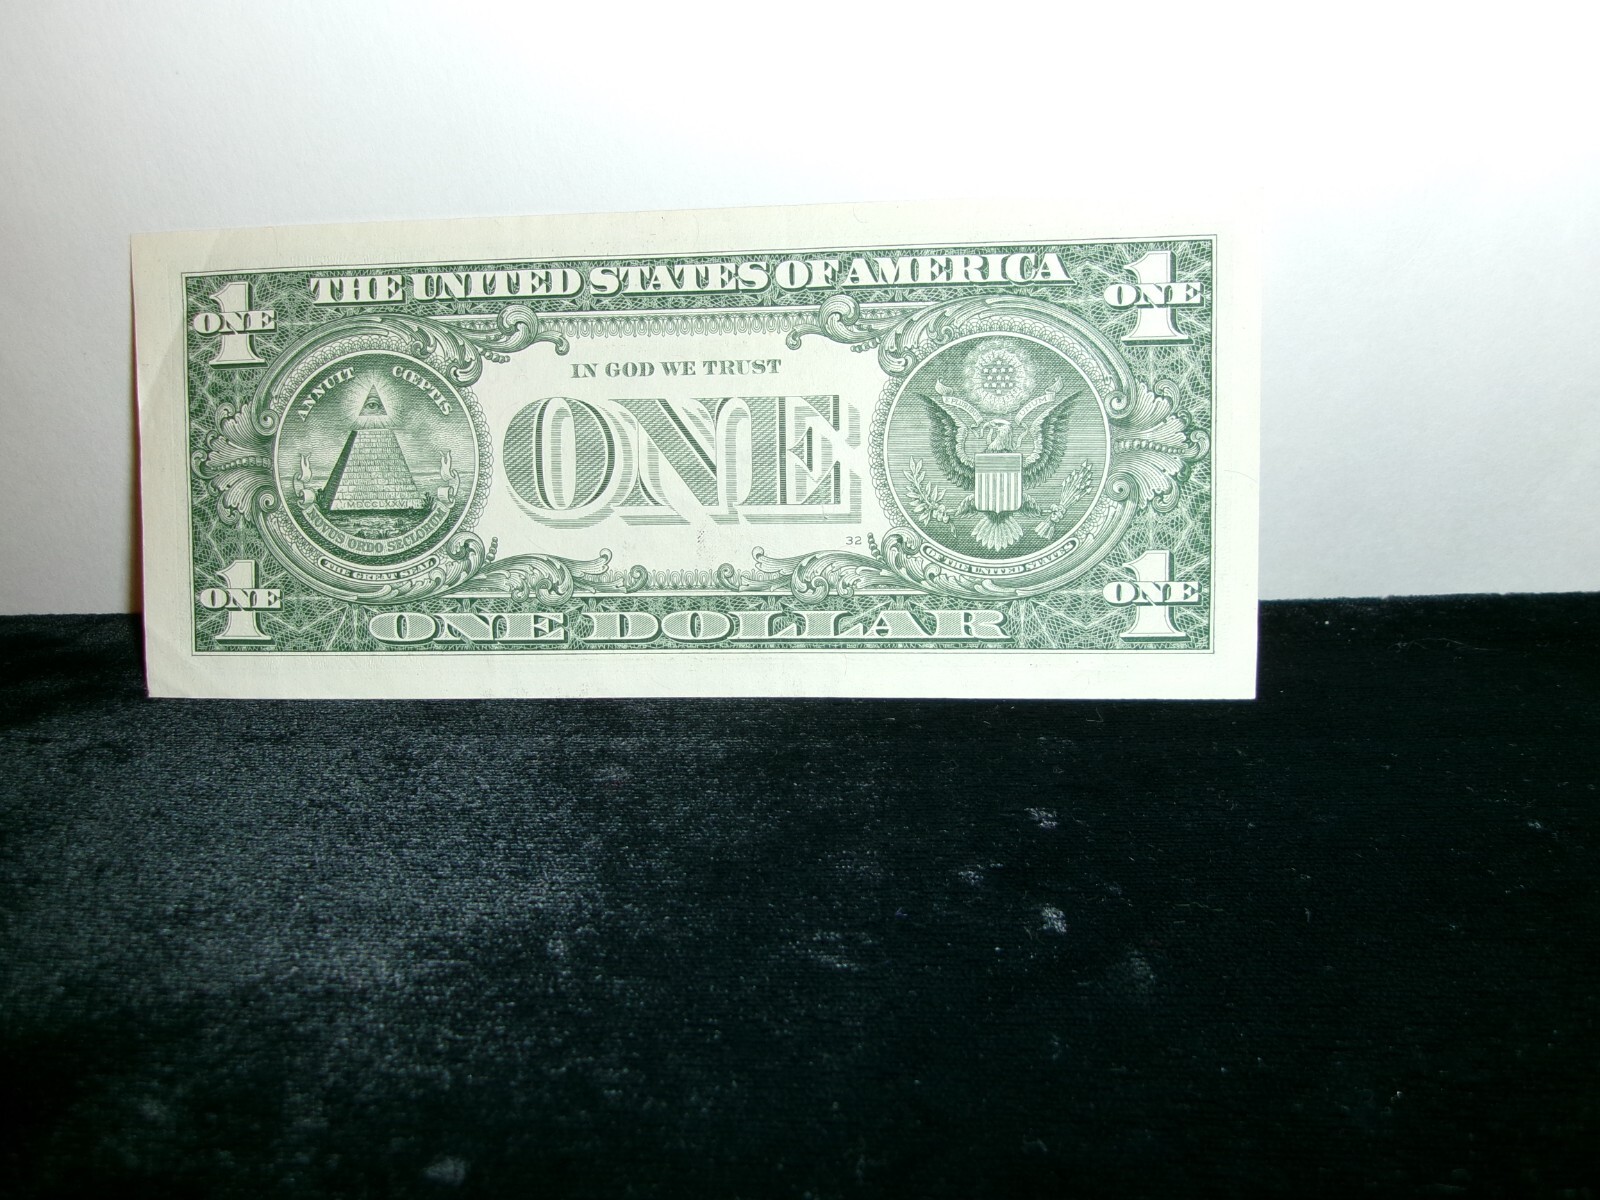 THE UNITED STATES OF AMERICA
1
ONE
1
ONE
ANNUIT CŒPTIS
MDCCLXXVI
NOVUS ORDO SECLORUM
THE GREAT SEAL
IN GOD WE TRUST
ONE
32
OF THE UNITED STATES
1
ONE
1
ONE
ONE DOLLAR